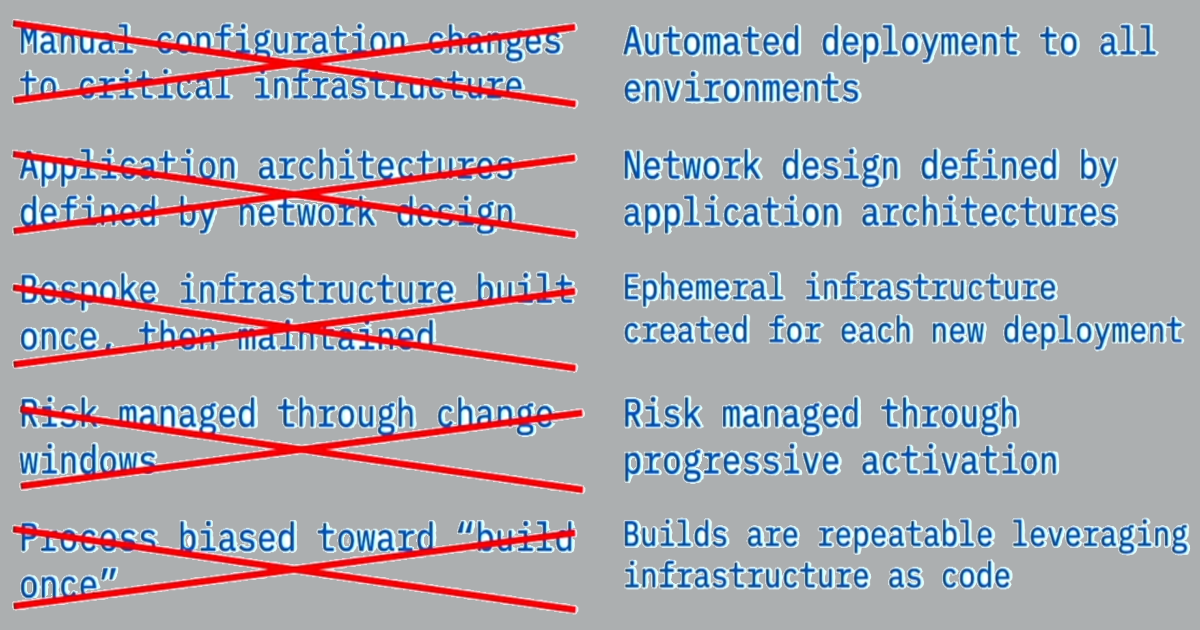 Manual configuration changes
to critical infrastructure
Automated deployment to all
environments
Application architectures
defined by network design
Network design defined by
application architectures
Bespoke infrastructure built
once, then maintained
Ephemeral infrastructure
created for each new deployment
Risk managed through change
windows
Risk managed through
progressive activation
Process biased toward “build
once”
Builds are repeatable leveraging
infrastructure as code